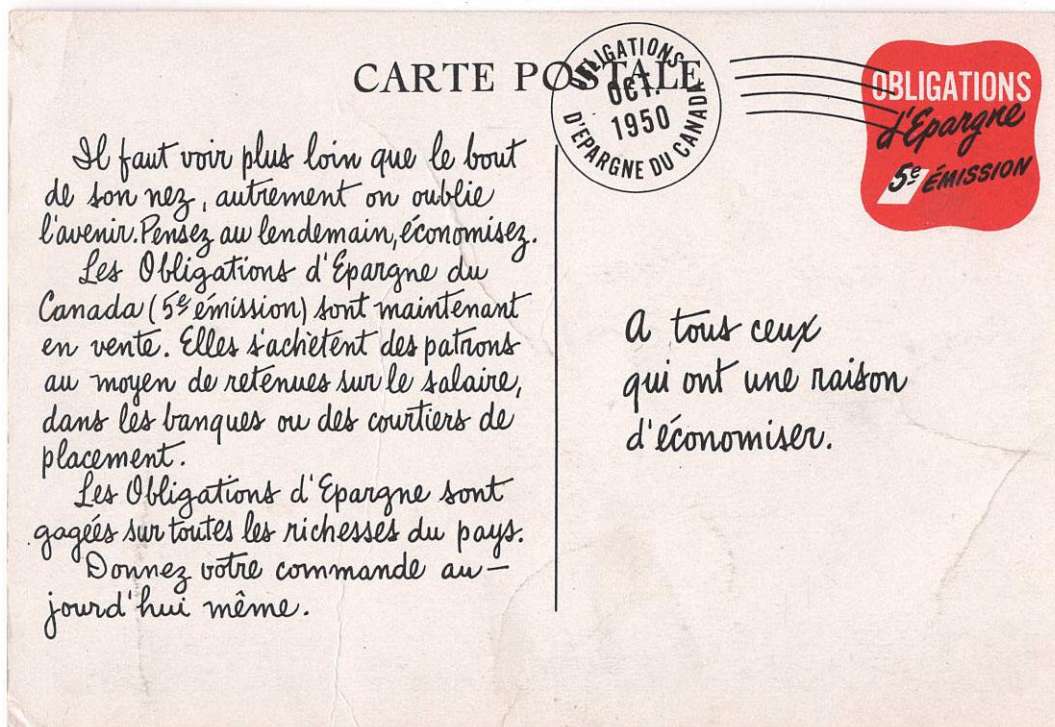 CARTE POSTALE
OBLIGATIONS
D'EPARGNE DU CANADA
OCT.
1950
OBLIGATIONS
d'Epargne
5e ÉMISSION
Il faut voir plus loin que le bout
de son nez, autrement on oublie
l'avenir. Pensez au lendemain, économisez.
Les Obligations d'Epargne du
Canada (5e émission) sont maintenant
en vente. Elles s'achètent des patrons
au moyen de retenues sur le salaire,
dans les banques ou des courtiers de
placement.
Les Obligations d'Epargne sont
gagées sur toutes les richesses du pays.
Donnez votre commande au-
jourd'hui même.
A tous ceux
qui ont une raison
d'économiser.